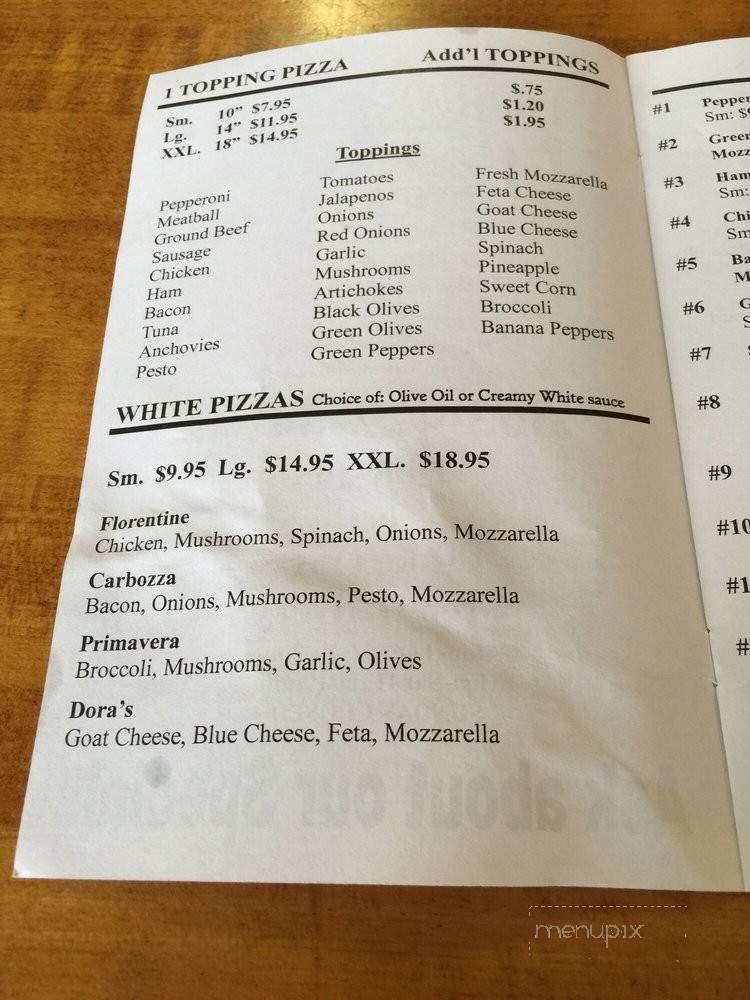 1 TOPPING PIZZA Add'l TOPPINGS
Sm. 10" $7.95 $.75
Lg. 14" $11.95 $1.20
XXL. 18" $14.95 $1.95
Toppings
Pepperoni
Meatball
Ground Beef
Sausage
Chicken
Ham
Bacon
Tuna
Anchovies
Pesto
Tomatoes
Jalapenos
Onions
Red Onions
Garlic
Mushrooms
Artichokes
Black Olives
Green Olives
Green Peppers
Fresh Mozzarella
Feta Cheese
Goat Cheese
Blue Cheese
Spinach
Pineapple
Sweet Corn
Broccoli
Banana Peppers
WHITE PIZZAS Choice of: Olive Oil or Creamy White sauce
Sm. $9.95 Lg. $14.95 XXL. $18.95
Florentine
Chicken, Mushrooms, Spinach, Onions, Mozzarella
Carbozza
Bacon, Onions, Mushrooms, Pesto, Mozzarella
Primavera
Broccoli, Mushrooms, Garlic, Olives
Dora's
Goat Cheese, Blue Cheese, Feta, Mozzarella
#1
Sm:
#2
#3
Sm:
#4
#5
#6
#7
#8
#9
menupix